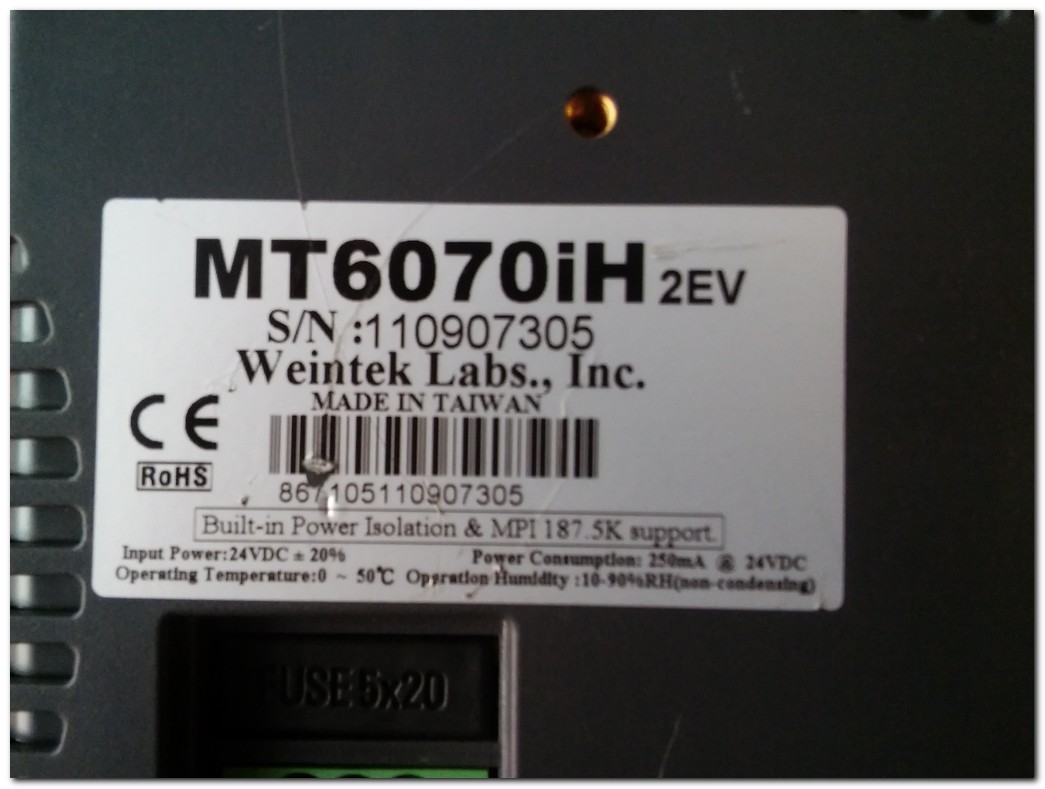 MT6070iH 2EV
S/N :110907305
Weintek Labs., Inc.
MADE IN TAIWAN
CE
RoHS
867105110907305
Built-in Power Isolation & MPI 187.5K support.
Input Power:24VDC ± 20% Power Consumption: 250mA @ 24VDC
Operating Temperature:0 ~ 50℃ Operation Humidity :10-90%RH(non-condensing)
FUSE 5x20